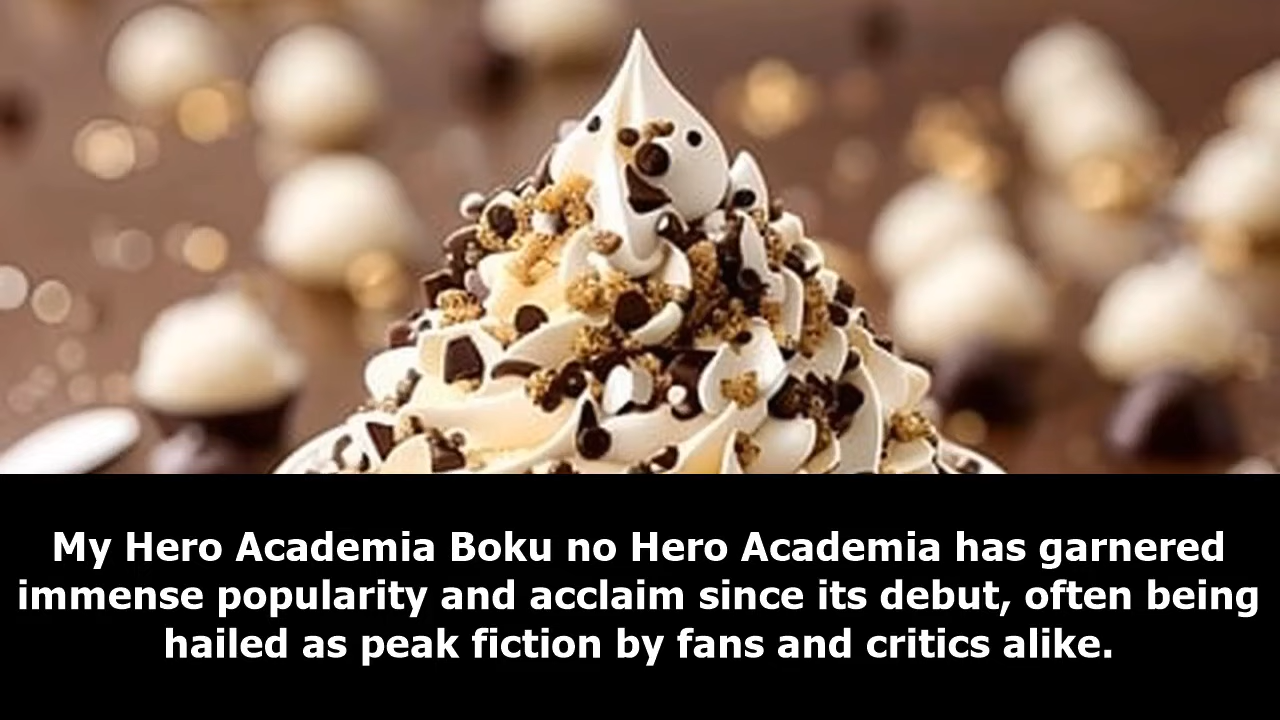 My Hero Academia Boku no Hero Academia has garnered
immense popularity and acclaim since its debut, often being
hailed as peak fiction by fans and critics alike.